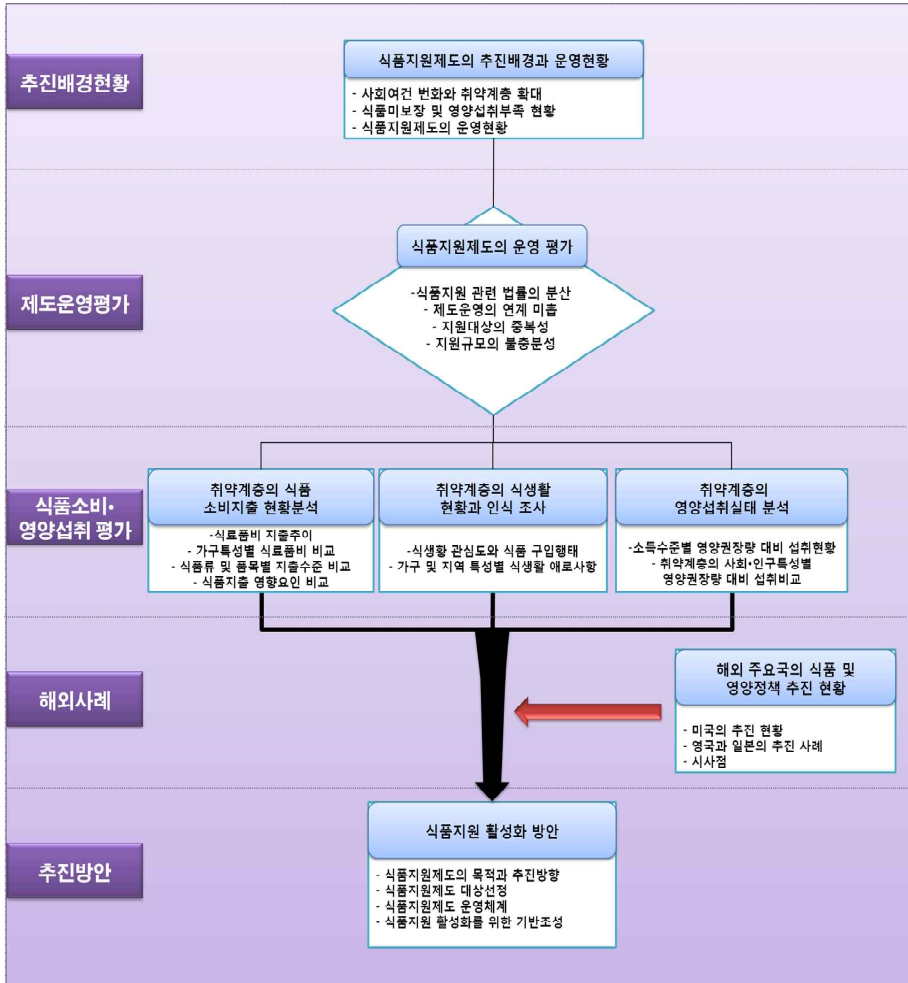 추진배경현황
식품지원제도의 추진배경과 운영현황
- 사회여건 변화와 취약계층 확대
- 식품미보장 및 영양섭취부족 현황
- 식품지원제도의 운영현황
제도운영평가
식품지원제도의 운영 평가
-식품지원 관련 법률의 분산
- 제도운영의 연계 미흡
- 지원대상의 중복성
- 지원규모의 불충분성
식품소비•
영양섭취 평가
취약계층의 식품
소비지출 현황분석
-식료품비 지출추이
- 가구특성별 식료품비 비교
- 식품류 및 품목별 지출수준 비교
- 식품지출 영향요인 비교
취약계층의 식생활
현황과 인식 조사
-식생활 관심도와 식품 구입행태
- 가구 및 지역 특성별 식생활 애로사항
취약계층의
영양섭취실태 분석
-소득수준별 영양권장량 대비 섭취현황
- 취약계층의 사회•인구특성별
영양권장량 대비 섭취비교
해외사례
해외 주요국의 식품 및
영양정책 추진 현황
- 미국의 추진 현황
- 영국과 일본의 추진 사례
- 시사점
추진방안
식품지원 활성화 방안
- 식품지원제도의 목적과 추진방향
- 식품지원제도 대상선정
- 식품지원제도 운영체계
- 식품지원 활성화를 위한 기반조성